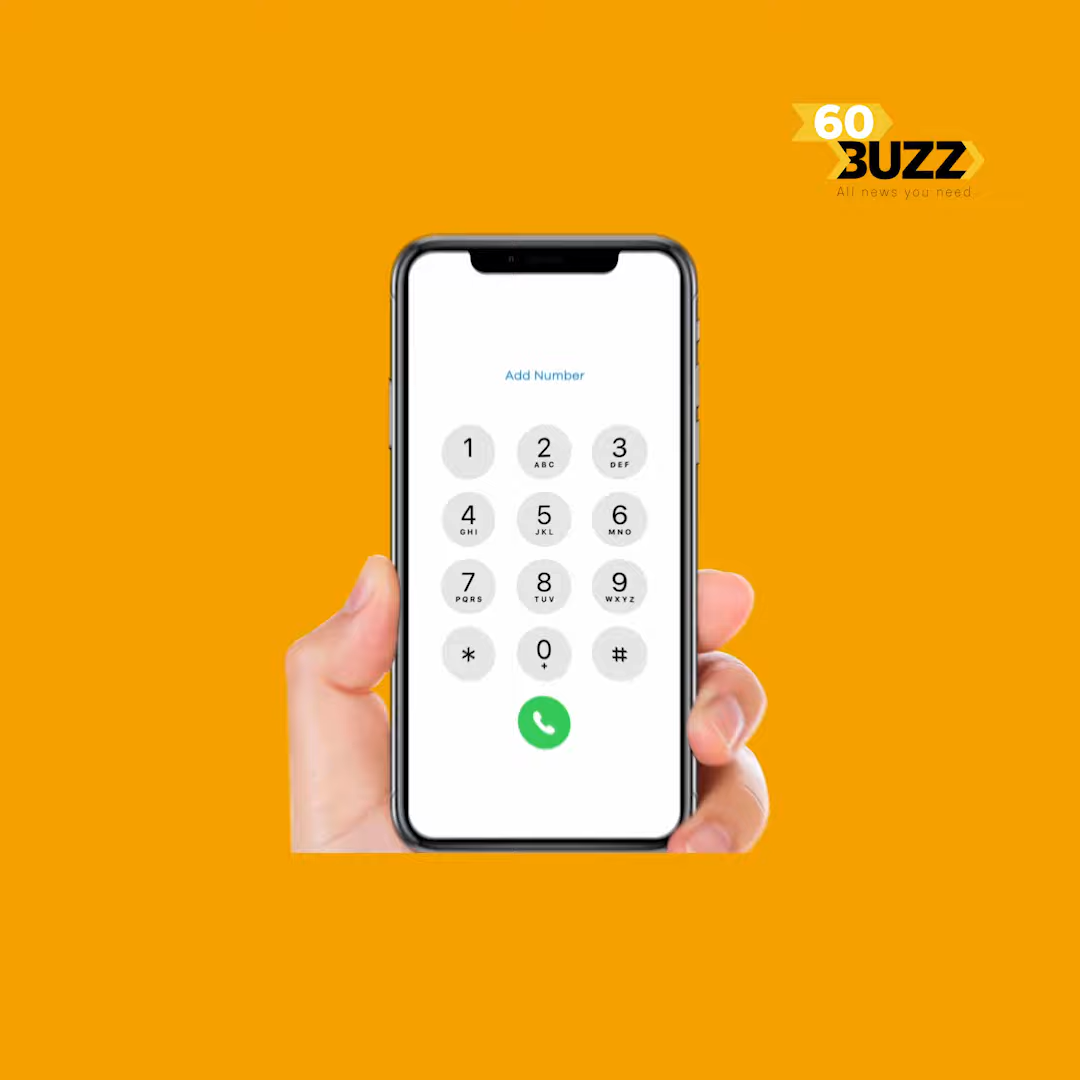 60
BUZZ
All news you need
Add Number
1
2
ABC
3
DEF
4
GHI
5
JKL
6
MNO
7
PQRS
8
TUV
9
WXYZ
*
0
+
#